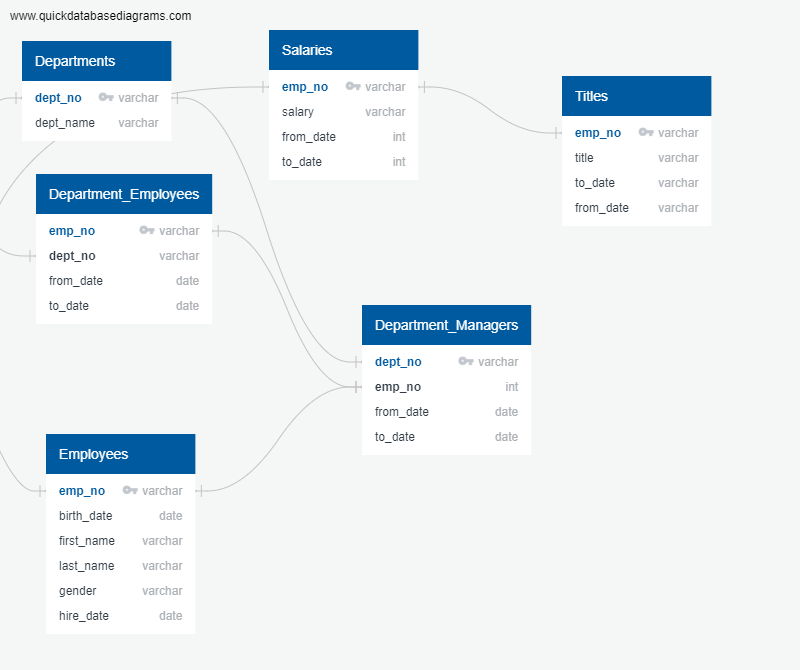 www.quickdatabasediagrams.com
Departments
dept_no varchar
dept_name varchar
Salaries
emp_no varchar
salary varchar
from_date int
to_date int
Titles
emp_no varchar
title varchar
to_date varchar
from_date varchar
Department_Employees
emp_no varchar
dept_no varchar
from_date date
to_date date
Department_Managers
dept_no varchar
emp_no int
from_date date
to_date date
Employees
emp_no varchar
birth_date date
first_name varchar
last_name varchar
gender varchar
hire_date date